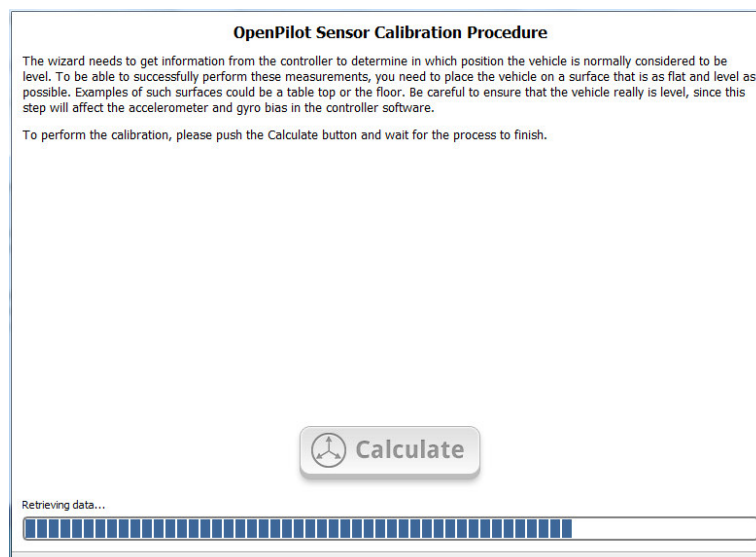 OpenPilot Sensor Calibration Procedure
The wizard needs to get information from the controller to determine in which position the vehicle is normally considered to be
level. To be able to successfully perform these measurements, you need to place the vehicle on a surface that is as flat and level as
possible. Examples of such surfaces could be a table top or the floor. Be careful to ensure that the vehicle really is level, since this
step will affect the accelerometer and gyro bias in the controller software.
To perform the calibration, please push the Calculate button and wait for the process to finish.
Calculate
Retrieving data...